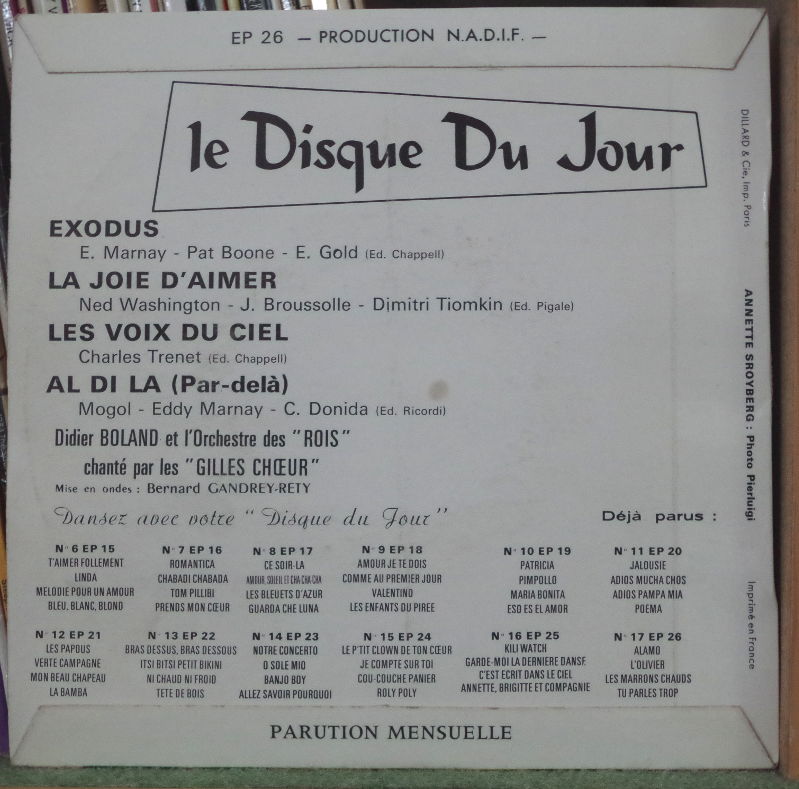 EP 26 — PRODUCTION N.A.D.I.F. —
le Disque Du Jour
EXODUS
E. Marnay - Pat Boone - E. Gold (Ed. Chappell)
LA JOIE D'AIMER
Ned Washington - J. Broussolle - Dimitri Tiomkin (Ed. Pigale)
LES VOIX DU CIEL
Charles Trenet (Ed. Chappell)
AL DI LA (Par-delà)
Mogol - Eddy Marnay - C. Donida (Ed. Ricordi)
Didier BOLAND et l'Orchestre des "ROIS"
chanté par les "GILLES CHŒUR"
Mise en ondes : Bernard GANDREY-RETY
Dansez avec votre "Disque du Jour"
Déjà parus :
N° 6 EP 15
T'AIMER FOLLEMENT
LINDA
MELODIE POUR UN AMOUR
BLEU, BLANC, BLOND
N° 7 EP 16
ROMANTICA
CHABADI CHABADA
TOM PILLIBI
PRENDS MON CŒUR
N° 8 EP 17
CE SOIR-LA
AMOUR, SOLEIL ET CHA CHA CHA
LES BLEUETS D'AZUR
GUARDA CHE LUNA
N° 9 EP 18
AMOUR JE TE DOIS
COMME AU PREMIER JOUR
VALENTINO
LES ENFANTS DU PIREE
N° 10 EP 19
PATRICIA
PIMPOLLO
MARIA BONITA
ESO ES EL AMOR
N° 11 EP 20
JALOUSIE
ADIOS MUCHACHOS
ADIOS PAMPA MIA
POEMA
N° 12 EP 21
LES PAPOUS
VERTE CAMPAGNE
MON BEAU CHAPEAU
LA BAMBA
N° 13 EP 22
BRAS DESSUS, BRAS DESSOUS
ITSI BITSI PETIT BIKINI
NI CHAUD NI FROID
TETE DE BOIS
N° 14 EP 23
NOTRE CONCERTO
O SOLE MIO
BANJO BOY
ALLEZ SAVOIR POURQUOI
N° 15 EP 24
LE P'TIT CLOWN DE TON CŒUR
JE COMPTE SUR TOI
COU-COUCHE PANIER
ROLY POLY
N° 16 EP 25
KILI WATCH
GARDE-MOI LA DERNIERE DANSE
C'EST ECRIT DANS LE CIEL
ANNETTE, BRIGITTE ET COMPAGNIE
N° 17 EP 26
ALAMO
L'OLIVIER
LES MARRONS CHAUDS
TU PARLES TROP
PARUTION MENSUELLE
DILLARD & Cie, Imp. Paris
ANNETTE SROYBERG : Photo Pierluigi
Imprimé en France